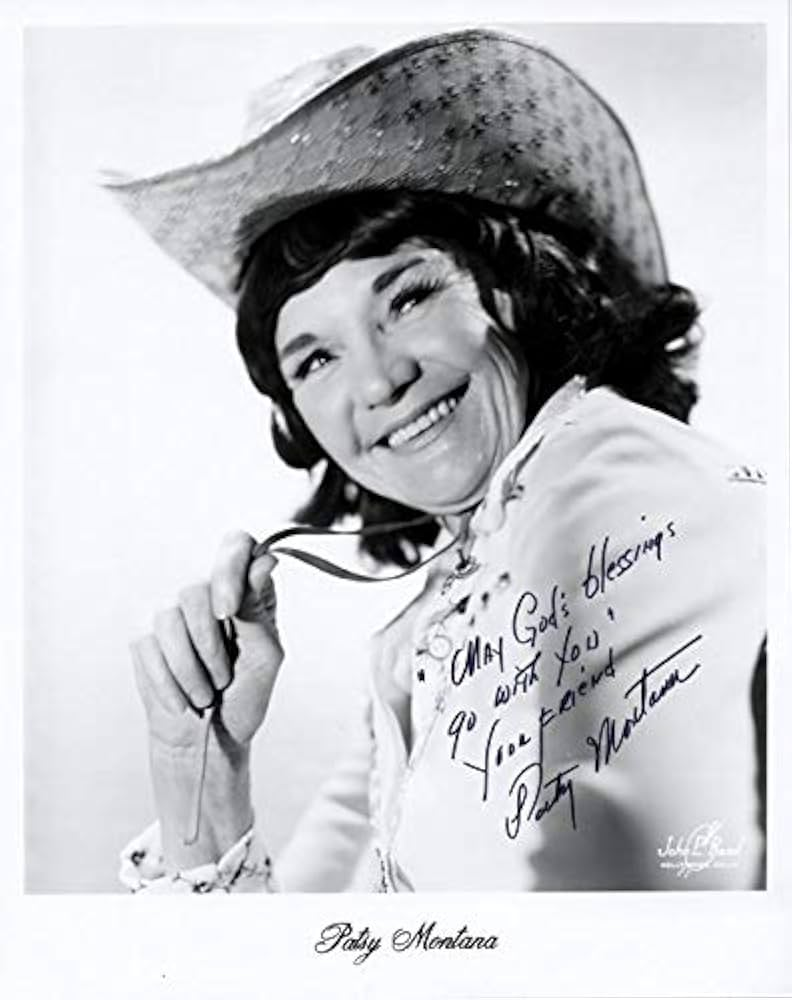 "May God's blessings
go with you"
Your Friend
Patsy Montana
Patsy Montana